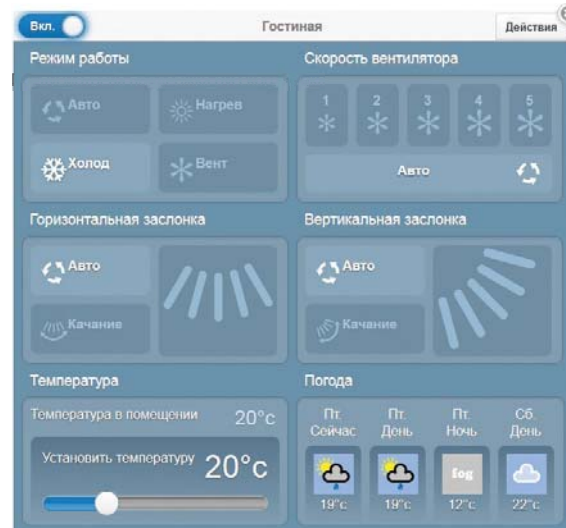 Вкл.
Гостиная
Действия
Режим работы
Авто
Нагрев
Холод
Вент
Скорость вентилятора
1 2 3 4 5
Авто
Горизонтальная заслонка
Авто
Качание
Вертикальная заслонка
Авто
Качание
Температура
Температура в помещении 20°c
Установить температуру 20°c
Погода
Пт. Пт. Пт. Сб.
Сейчас День Ночь День
fog
19°c 19°c 12°c 22°c